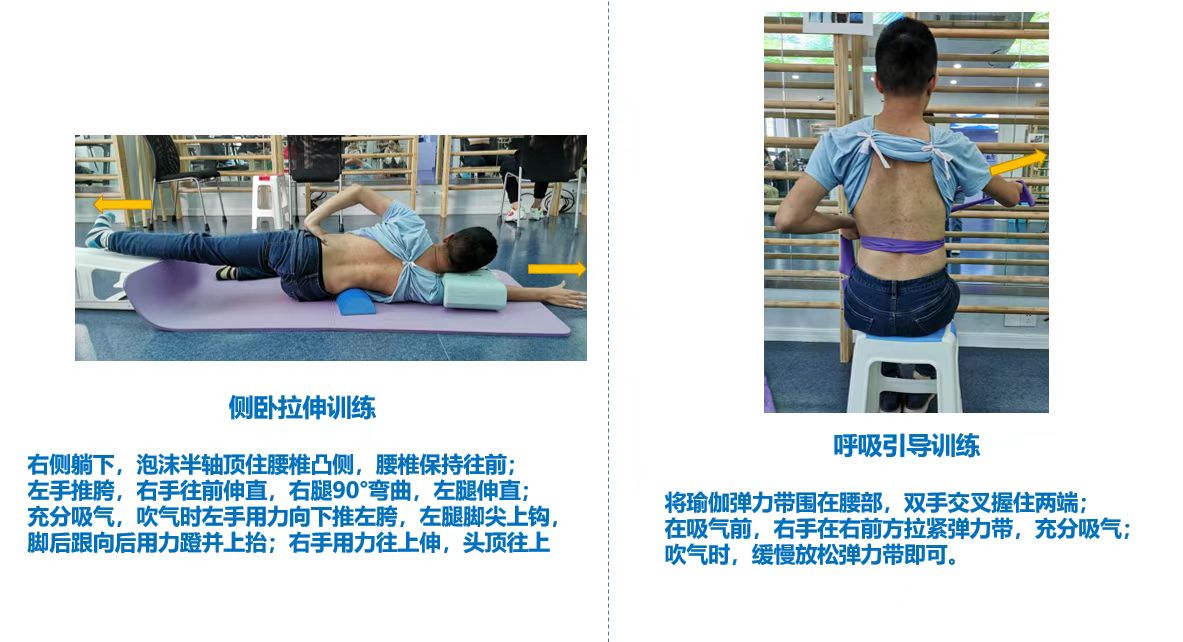 侧卧拉伸训练
右侧躺下，泡沫半轴顶住腰椎凸侧，腰椎保持往前；
左手推胯，右手往前伸直，右腿90°弯曲，左腿伸直；
充分吸气，吹气时左手用力向下推左胯，左腿脚尖上钩，
脚后跟向后用力蹬并上抬；右手用力往上伸，头顶往上
呼吸引导训练
将瑜伽弹力带围在腰部，双手交叉握住两端；
在吸气前，右手在右前方拉紧弹力带，充分吸气；
吹气时，缓慢放松弹力带即可。